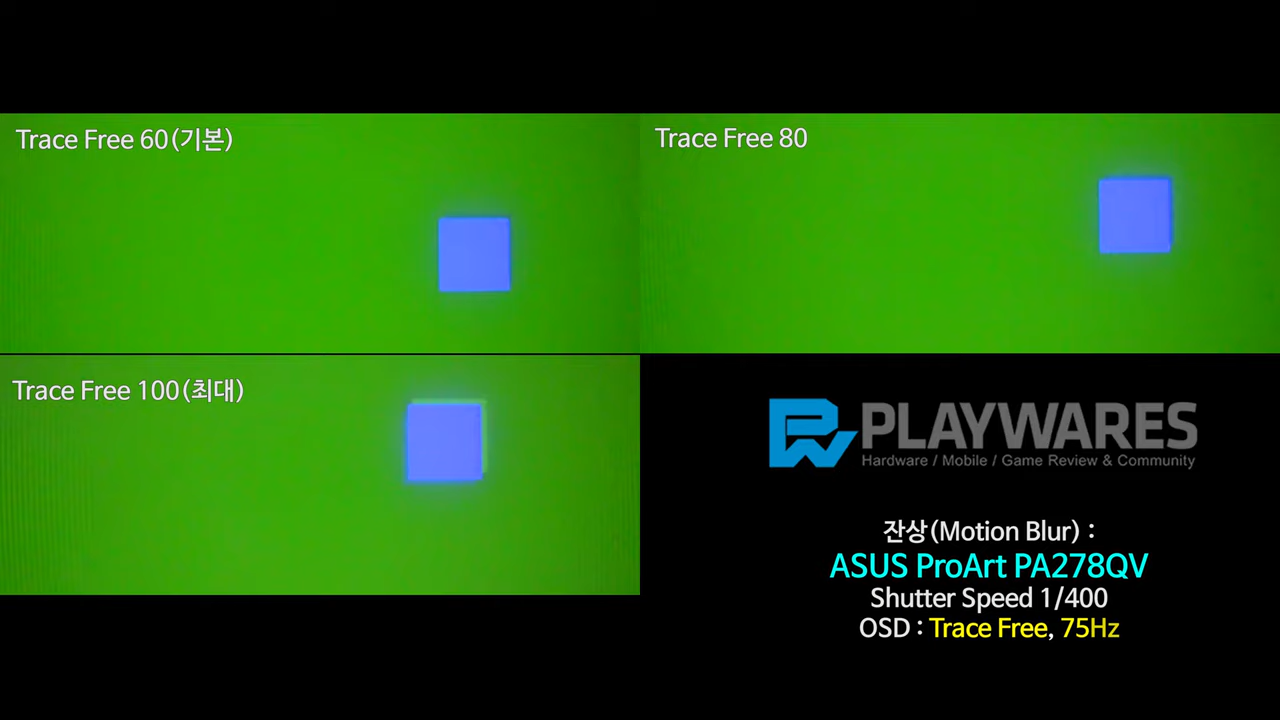 Trace Free 60(기본)
Trace Free 80
Trace Free 100(최대)
PLAYWARES
Hardware / Mobile / Game Review & Community
잔상(Motion Blur) :
ASUS ProArt PA278QV
Shutter Speed 1/400
OSD : Trace Free, 75Hz